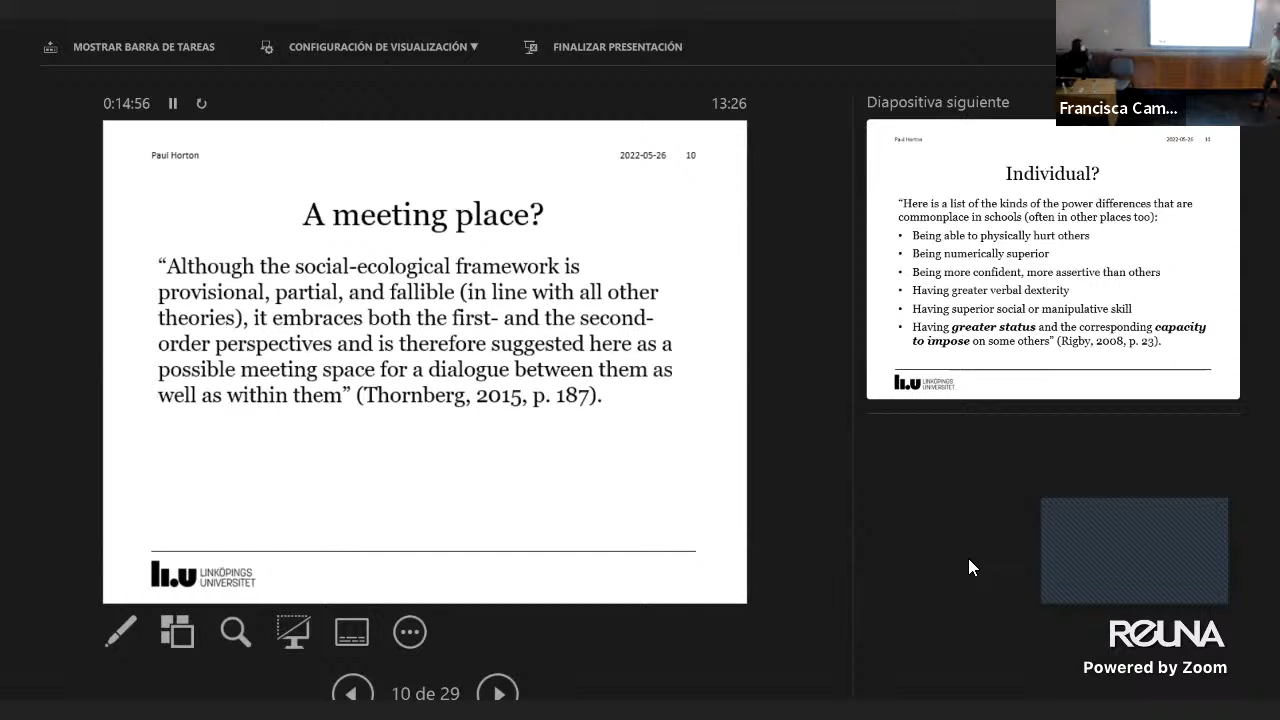 MOSTRAR BARRA DE TAREAS
CONFIGURACIÓN DE VISUALIZACIÓN ▼
FINALIZAR PRESENTACIÓN
Francisca Cam...
0:14:56
13:26
Paul Horton
2022-05-26 10
A meeting place?
“Although the social-ecological framework is
provisional, partial, and fallible (in line with all other
theories), it embraces both the first- and the second-
order perspectives and is therefore suggested here as a
possible meeting space for a dialogue between them as
well as within them” (Thornberg, 2015, p. 187).
LINKÖPINGS
UNIVERSITET
10 de 29
Diapositiva siguiente
Paul Horton
2022-05-26 11
Individual?
“Here is a list of the kinds of the power differences that are
commonplace in schools (often in other places too):
• Being able to physically hurt others
• Being numerically superior
• Being more confident, more assertive than others
• Having greater verbal dexterity
• Having superior social or manipulative skill
• Having greater status and the corresponding capacity
to impose on some others” (Rigby, 2008, p. 23).
LINKÖPINGS
UNIVERSITET
REUNA
Powered by Zoom